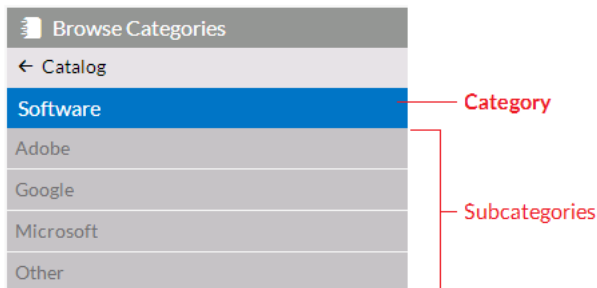 Browse Categories
← Catalog
Software
Category
Adobe
Google
Subcategories
Microsoft
Other